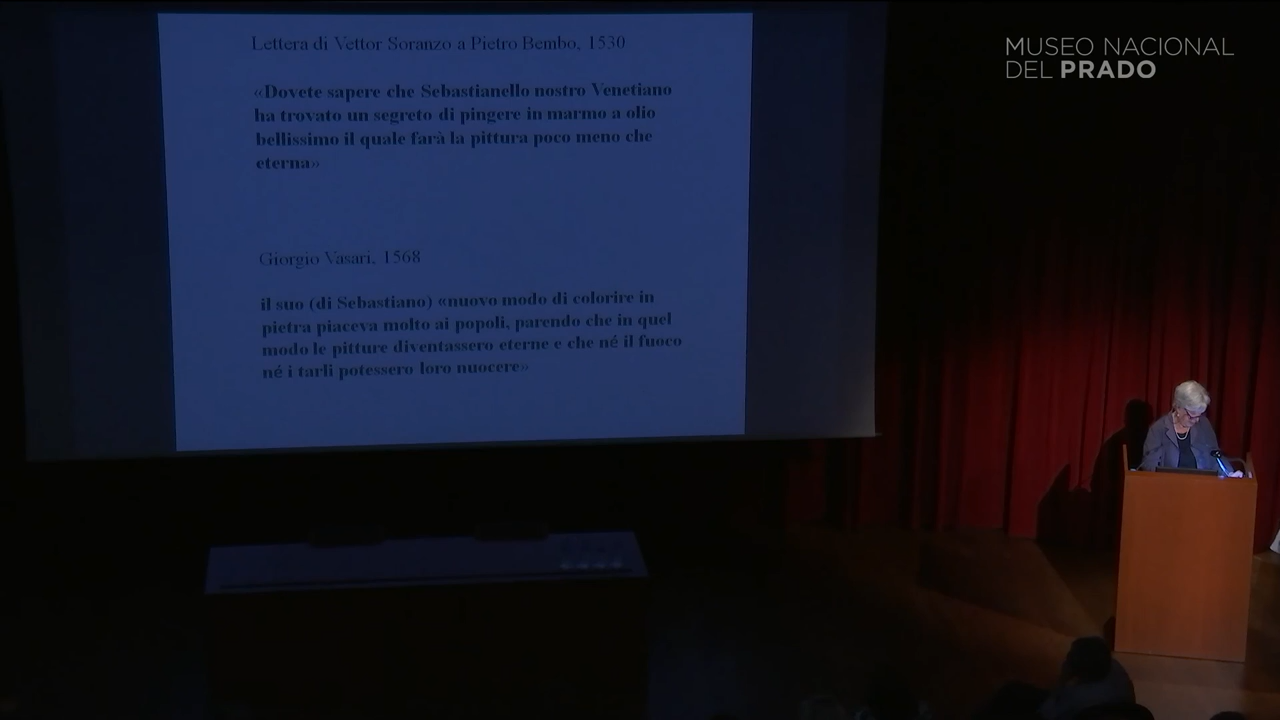 MUSEO NACIONAL
DEL PRADO
Lettera di Vettor Soranzo a Pietro Bembo, 1530
«Dovete sapere che Sebastianello nostro Venetiano
ha trovato un segreto di pingere in marmo a olio
bellissimo il quale farà la pittura poco meno che
eterna»
Giorgio Vasari, 1568
il suo (di Sebastiano) «nuovo modo di colorire in
pietra piaceva molto ai popoli, parendo che in quel
modo le pitture diventassero eterne e che né il fuoco
né i tarli potessero loro nuocere»